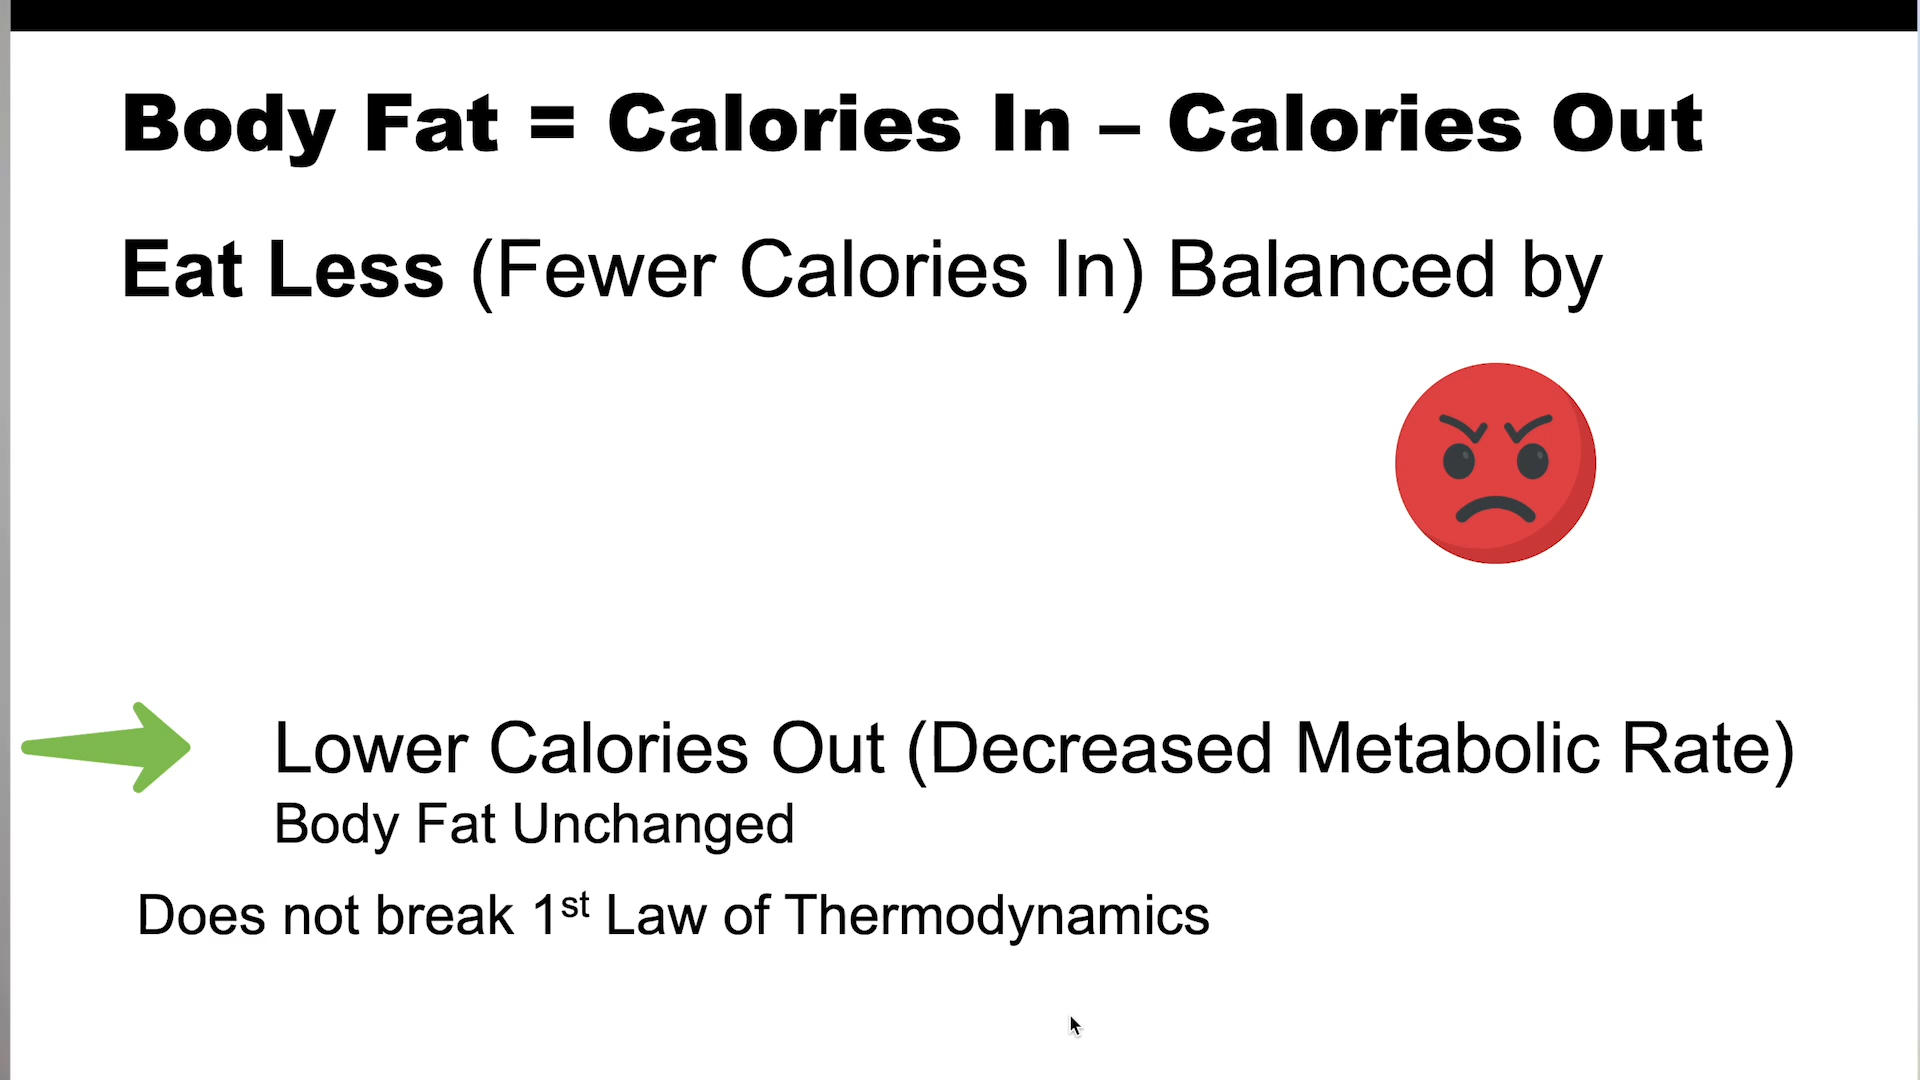 Body Fat = Calories In – Calories Out
Eat Less (Fewer Calories In) Balanced by
Lower Calories Out (Decreased Metabolic Rate)
Body Fat Unchanged
Does not break 1st Law of Thermodynamics